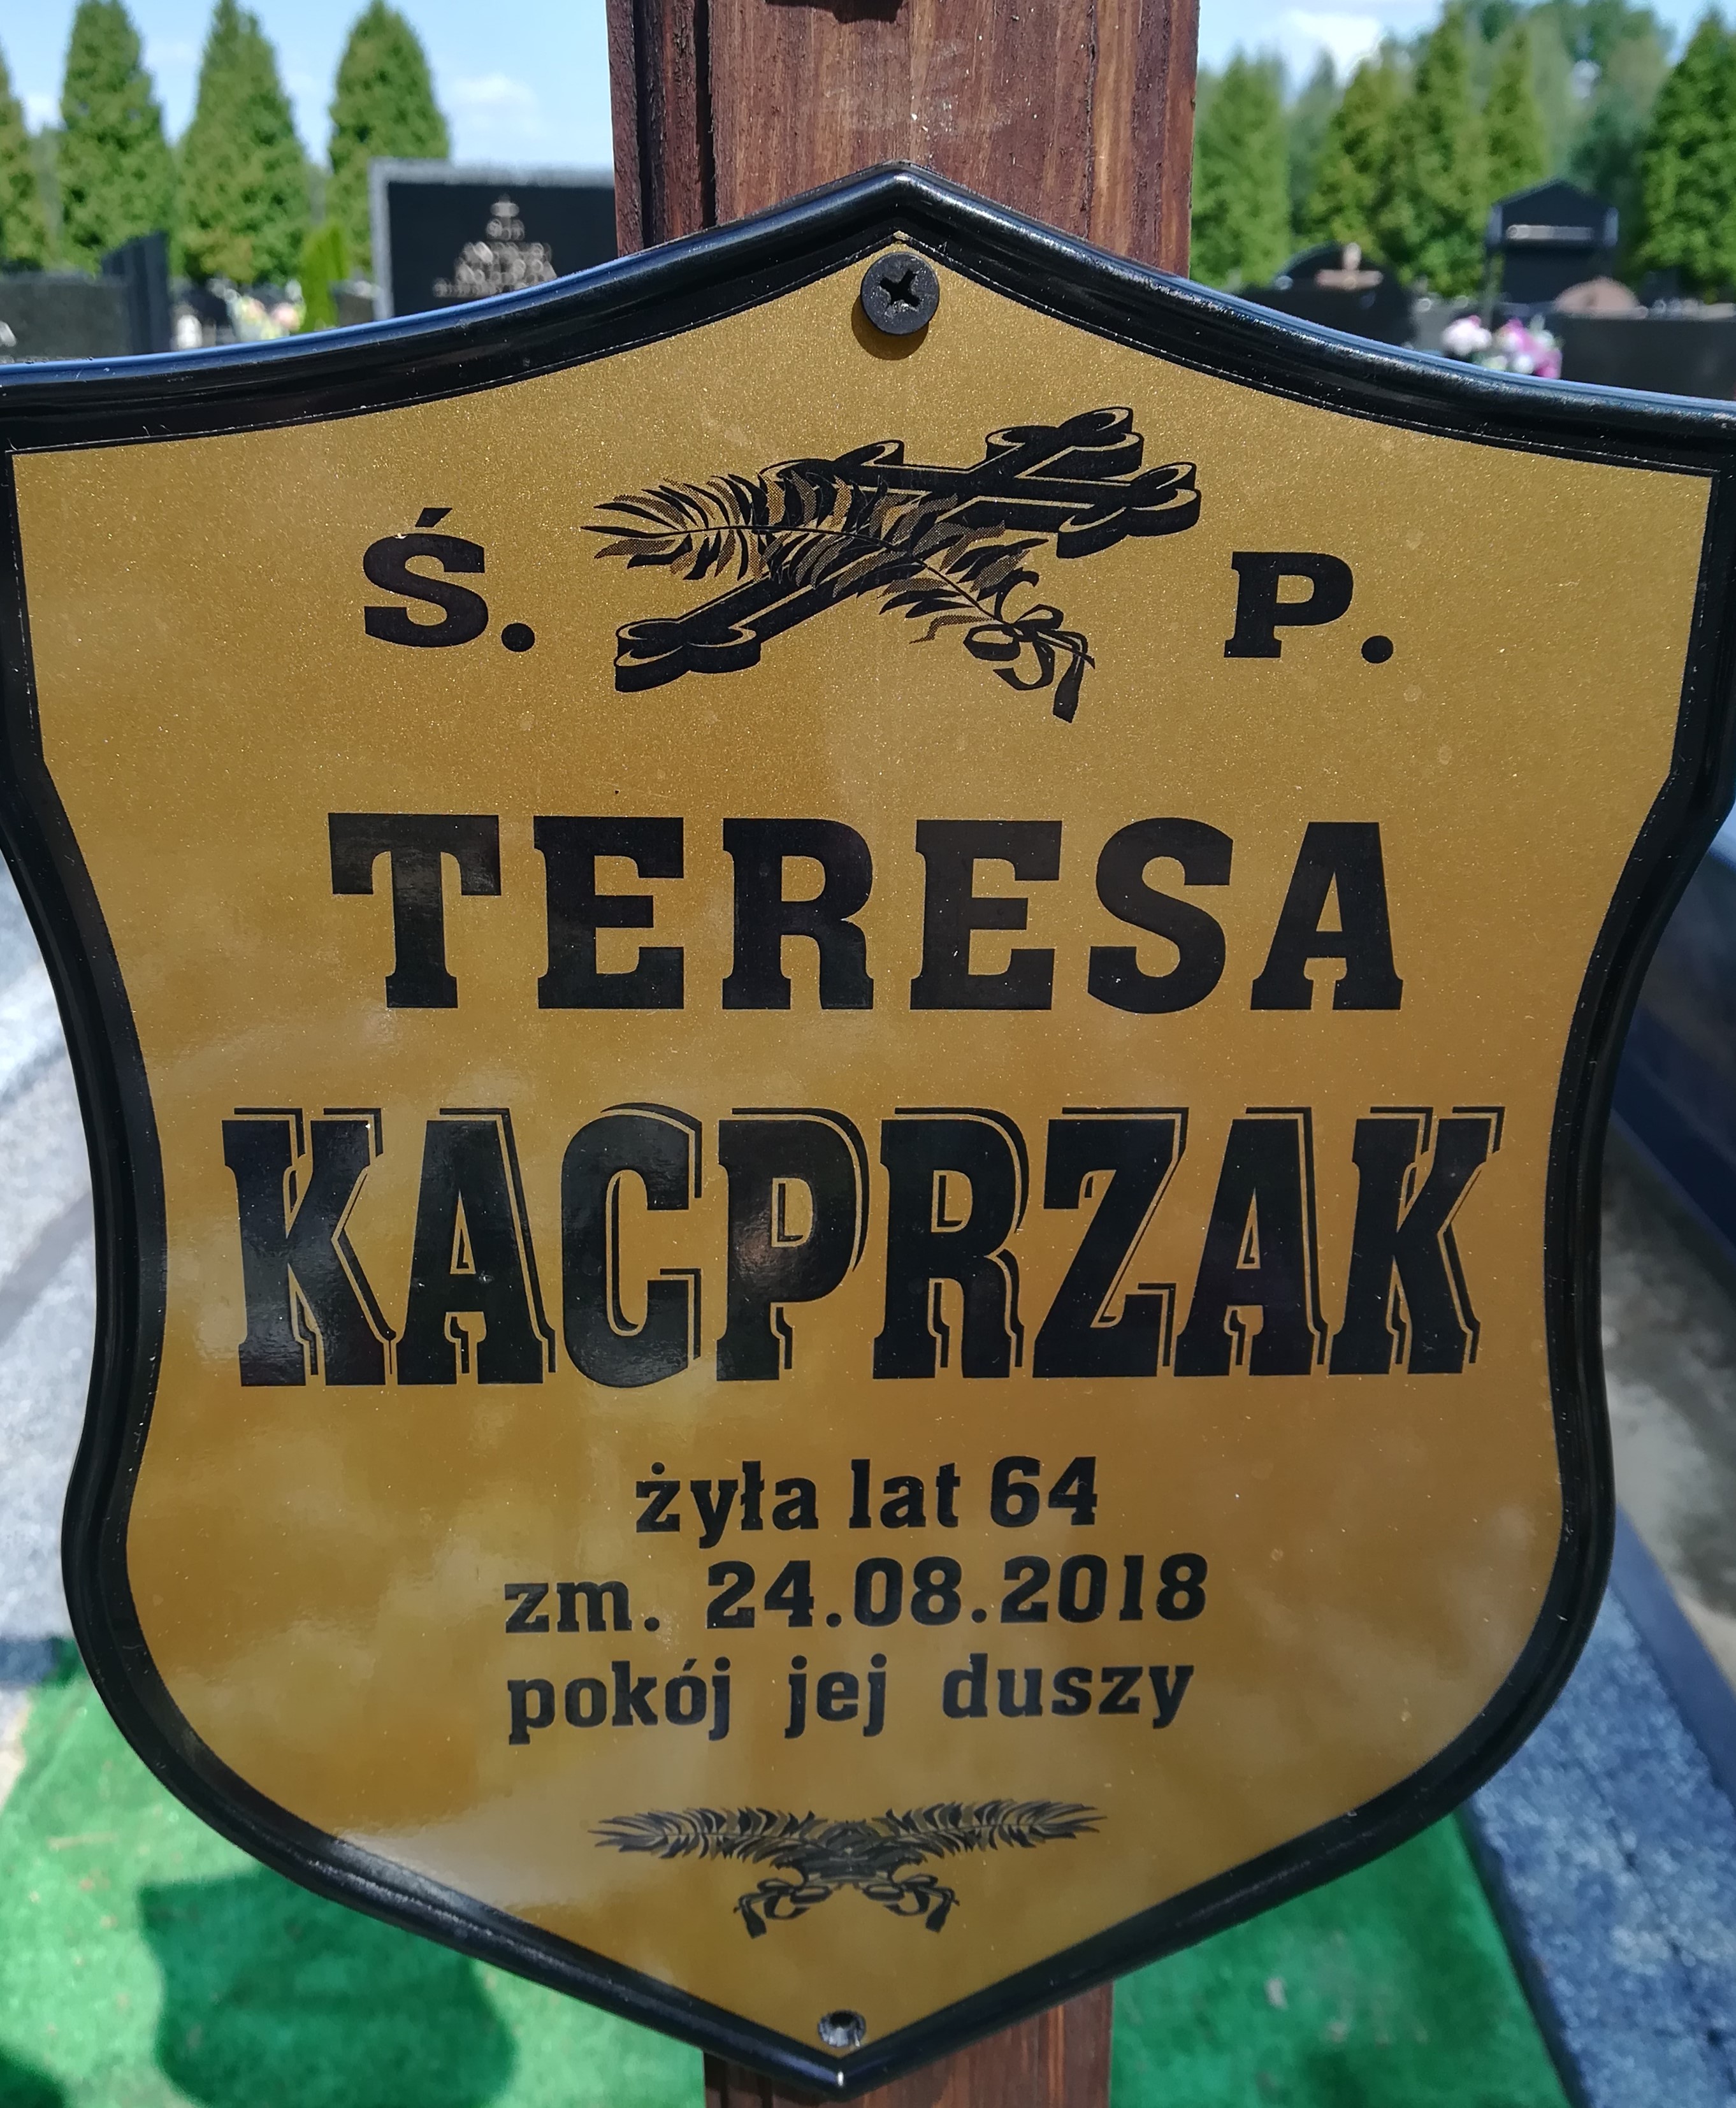 Ś. P.
TERESA
KACPRZAK
żyła lat 64
zm. 24.08.2018
pokój jej duszy